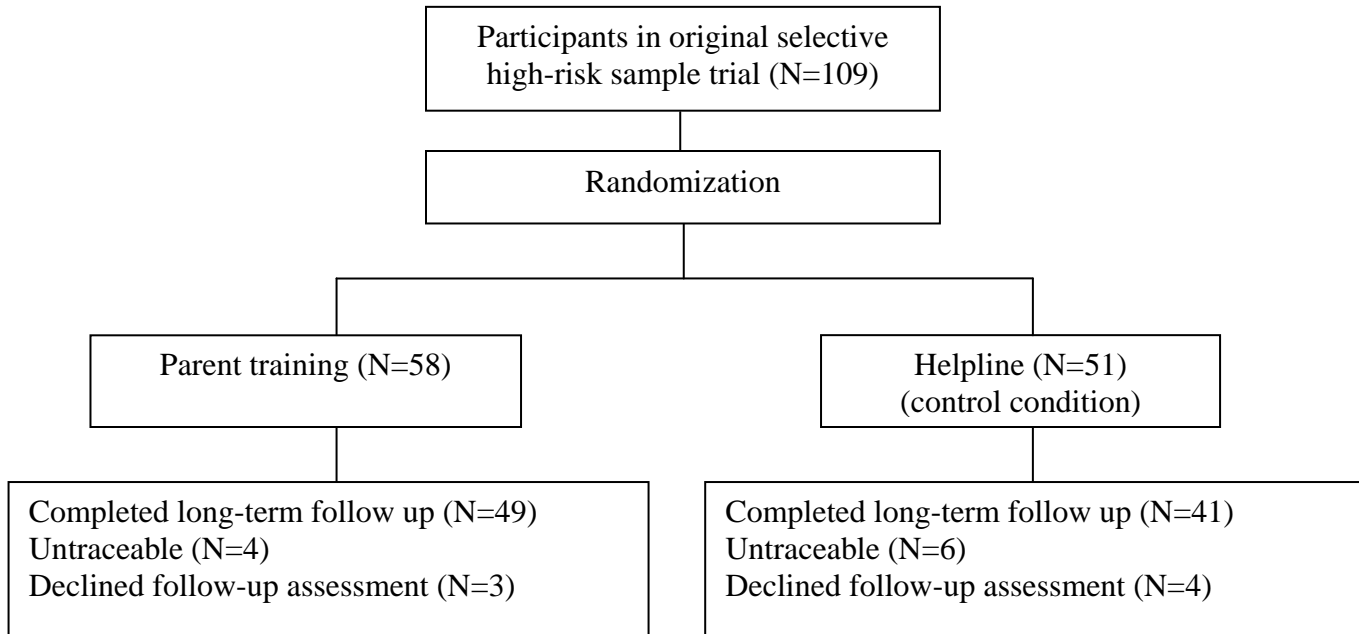 Participants in original selective
high-risk sample trial (N=109)
Randomization
Parent training (N=58)
Helpline (N=51)
(control condition)
Completed long-term follow up (N=49)
Untraceable (N=4)
Declined follow-up assessment (N=3)
Completed long-term follow up (N=41)
Untraceable (N=6)
Declined follow-up assessment (N=4)